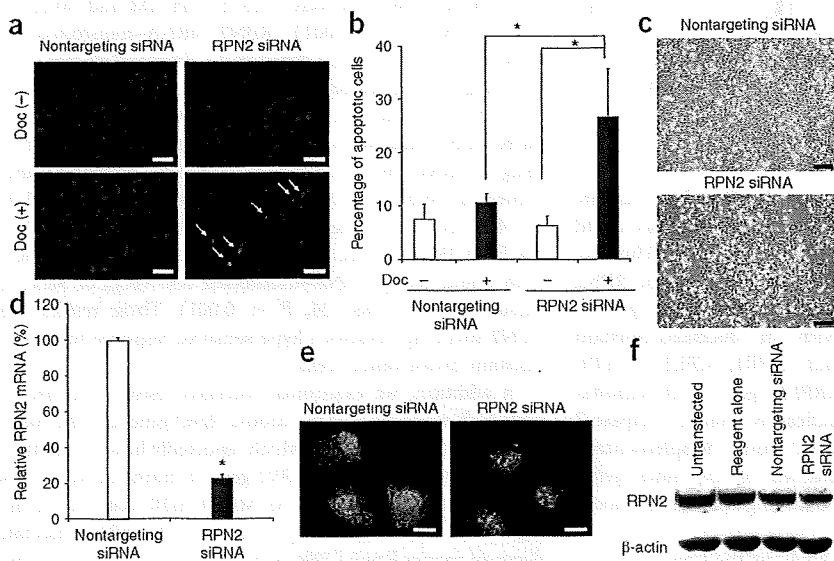 a
Nontargeting siRNA
RPN2 siRNA
Doc (–)
Doc (+)
b
Percentage of apoptotic cells
40
30
20
10
0
*
*
Doc – + – +
Nontargeting
siRNA
RPN2 siRNA
c
Nontargeting siRNA
RPN2 siRNA
d
Relative RPN2 mRNA (%)
120
100
80
60
40
20
0
*
Nontargeting
siRNA
RPN2
siRNA
e
Nontargeting siRNA
RPN2 siRNA
f
Untransfected
Reagent alone
Nontargeting siRNA
RPN2
siRNA
RPN2
β-actin